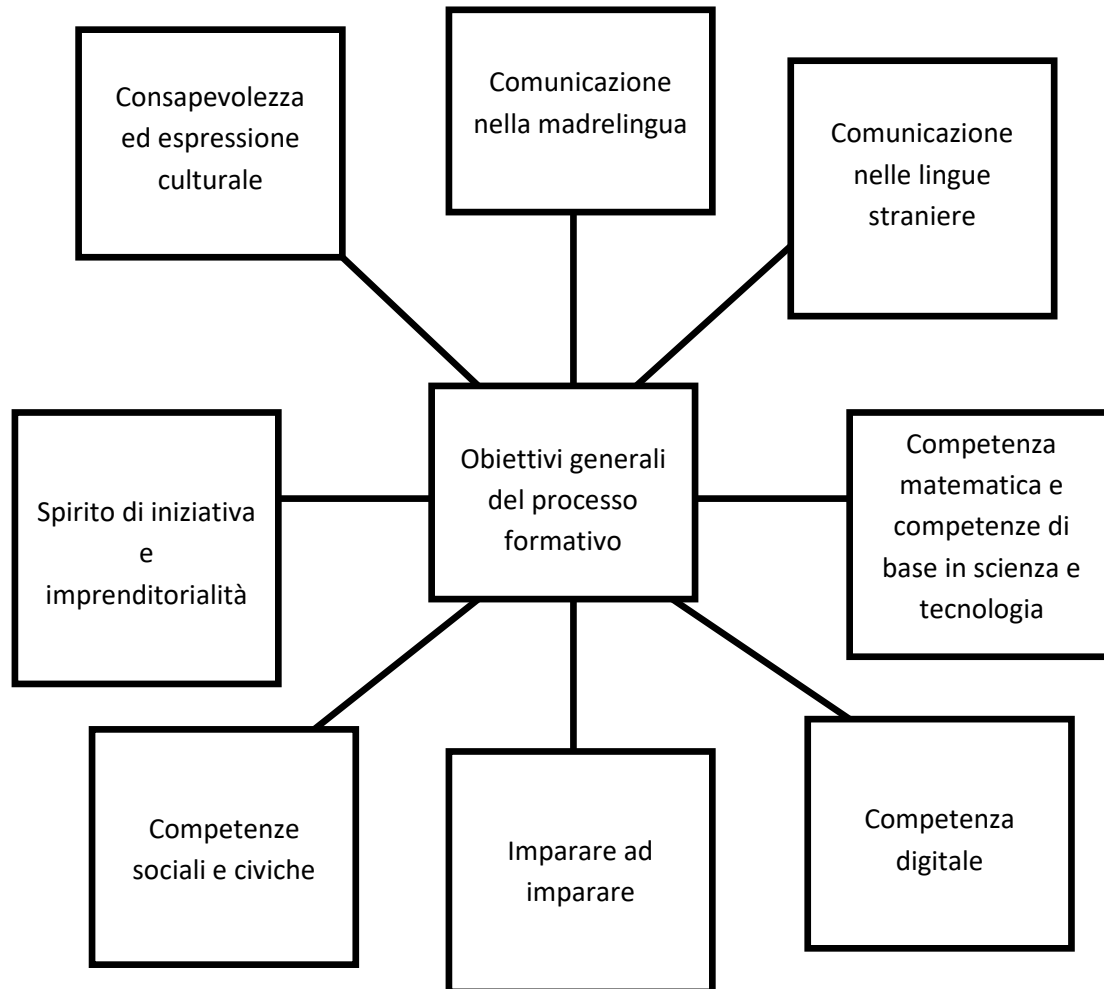 Consapevolezza
ed espressione
culturale
Comunicazione
nella madrelingua
Comunicazione
nelle lingue
straniere
Spirito di iniziativa
e
imprenditorialità
Obiettivi generali
del processo
formativo
Competenza
matematica e
competenze di
base in scienza e
tecnologia
Competenze
sociali e civiche
Imparare ad
imparare
Competenza
digitale